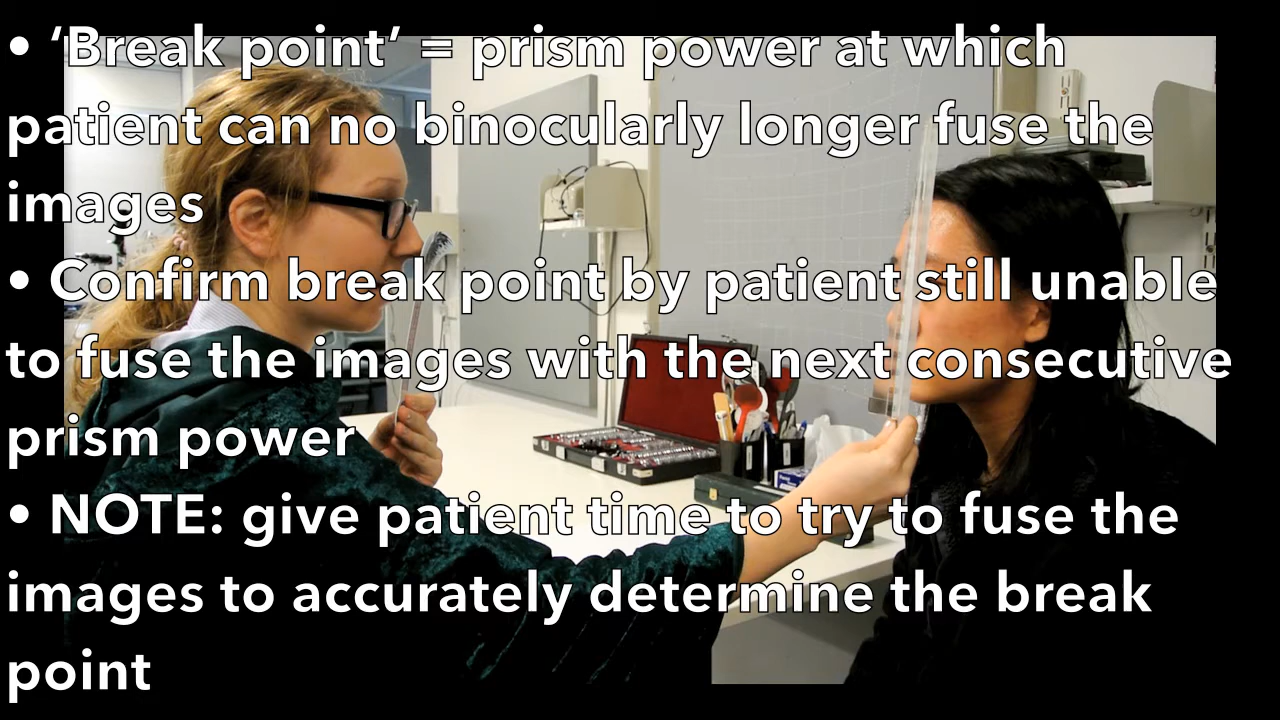 • ‘Break point’ = prism power at which
patient can no binocularly longer fuse the
images
• Confirm break point by patient still unable
to fuse the images with the next consecutive
prism power
• NOTE: give patient time to try to fuse the
images to accurately determine the break
point